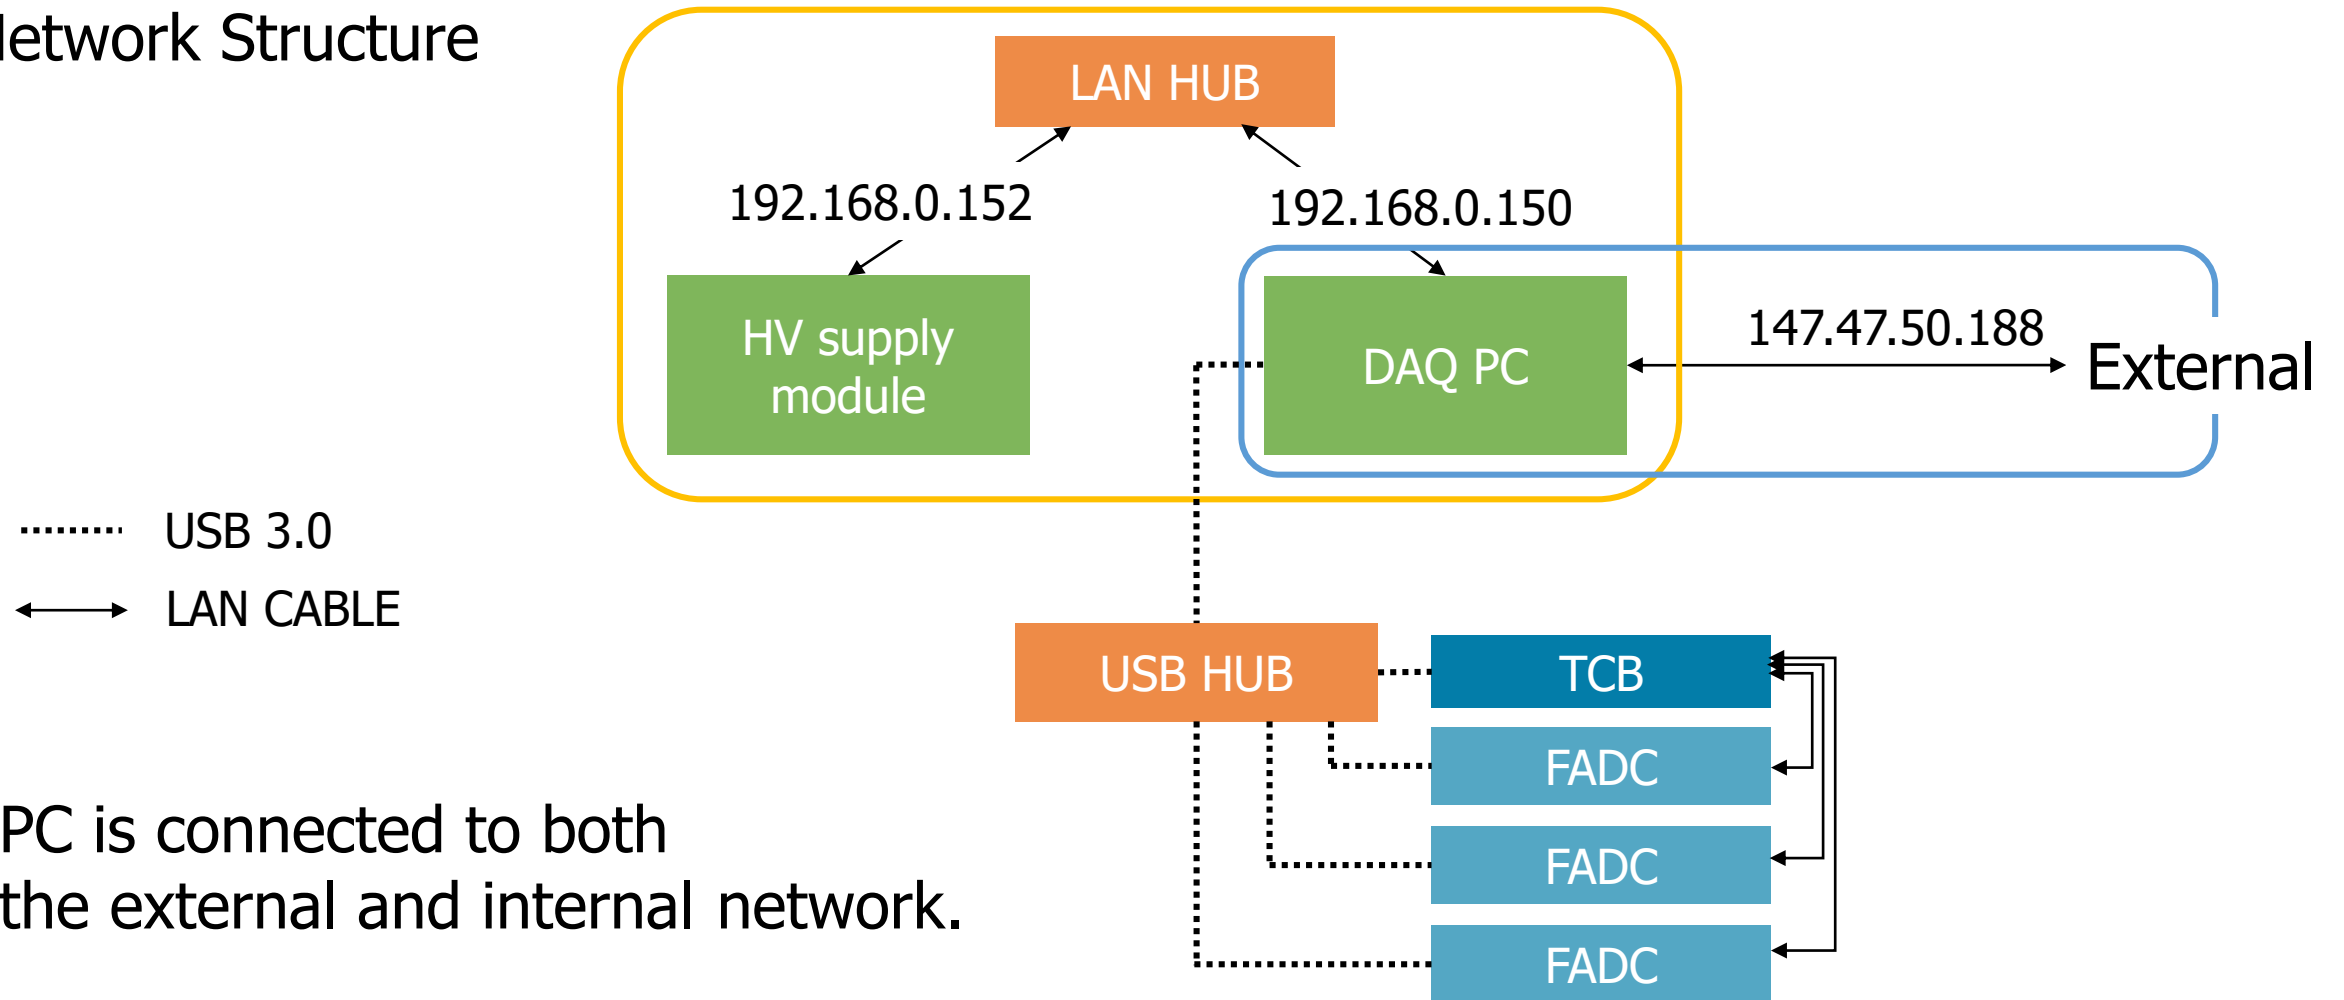 etwork Structure
LAN HUB
192.168.0.152
192.168.0.150
HV supply
module
DAQ PC
147.47.50.188
External
USB 3.0
LAN CABLE
USB HUB
TCB
FADC
FADC
FADC
PC is connected to both
the external and internal network.